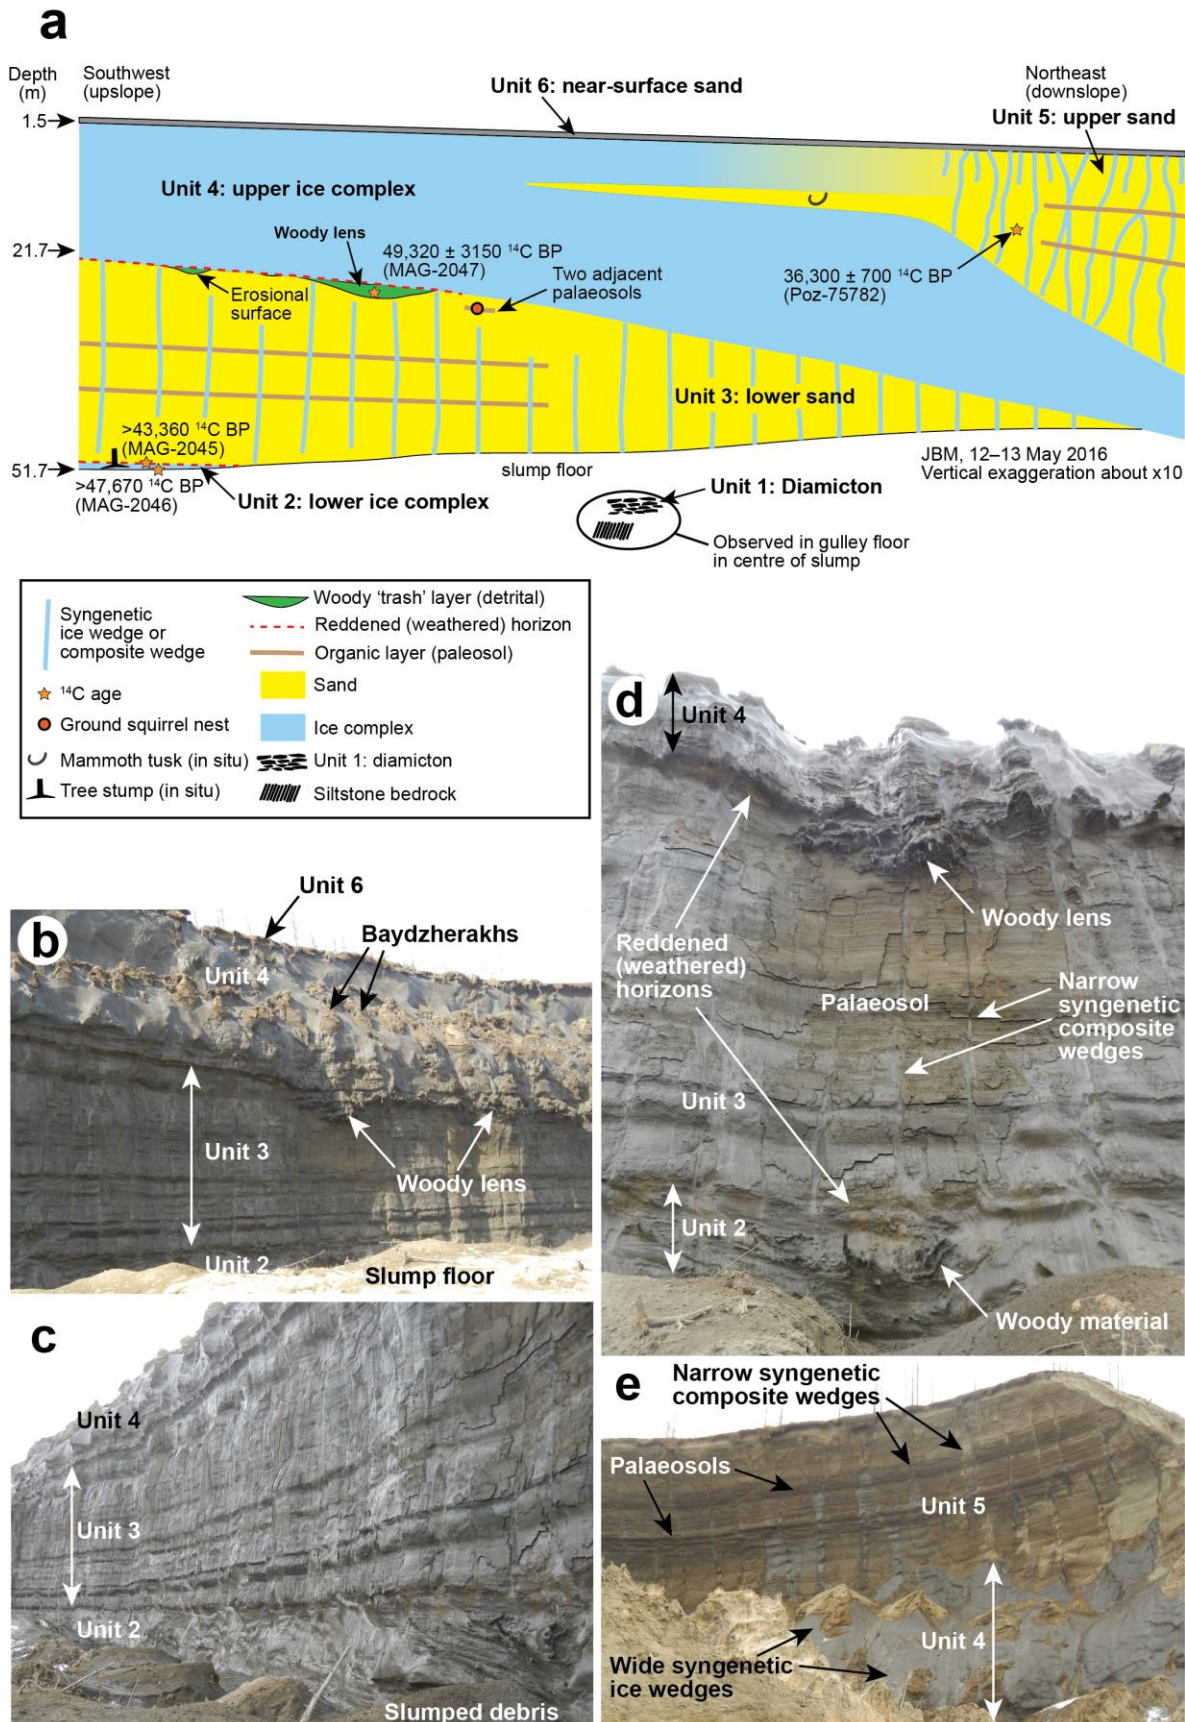 a
Depth
(m)
Southwest
(upslope)
Unit 6: near-surface sand
Northeast
(downslope)
Unit 5: upper sand
1.5
Unit 4: upper ice complex
Woody lens
49,320 ± 3150 ¹⁴C BP
(MAG-2047)
21.7
Two adjacent
palaeosols
36,300 ± 700 ¹⁴C BP
(Poz-75782)
Erosional
surface
Unit 3: lower sand
>43,360 ¹⁴C BP
(MAG-2045)
51.7
slump floor
JBM, 12–13 May 2016
Vertical exaggeration about x10
>47,670 ¹⁴C BP
(MAG-2046)
Unit 2: lower ice complex
Unit 1: Diamicton
Observed in gulley floor
in centre of slump
Syngenetic
ice wedge or
composite wedge
¹⁴C age
Ground squirrel nest
Mammoth tusk (in situ)
Tree stump (in situ)
Woody 'trash' layer (detrital)
Reddened (weathered) horizon
Organic layer (paleosol)
Sand
Ice complex
Unit 1: diamicton
Siltstone bedrock
b
Unit 6
Baydzherakhs
Unit 4
Unit 3
Woody lens
Unit 2
Slump floor
c
Unit 4
Unit 3
Unit 2
Slumped debris
d
Unit 4
Woody lens
Reddened
(weathered)
horizons
Palaeosol
Narrow
syngenetic
composite
wedges
Unit 3
Unit 2
Woody material
e
Narrow syngenetic
composite wedges
Palaeosols
Unit 5
Unit 4
Wide syngenetic
ice wedges